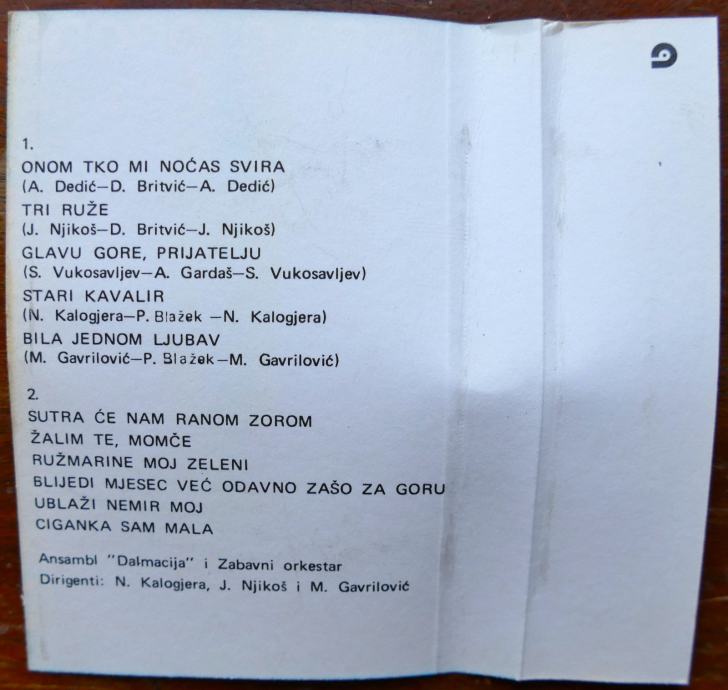 1.
ONOM TKO MI NOĆAS SVIRA
(A. Dedić—D. Britvić—A. Dedić)
TRI RUŽE
(J. Njikoš—D. Britvić—J. Njikoš)
GLAVU GORE, PRIJATELJU
(S. Vukosavljev—A. Gardaš—S. Vukosavljev)
STARI KAVALIR
(N. Kalogjera—P. Blažek —N. Kalogjera)
BILA JEDNOM LJUBAV
(M. Gavrilović—P. Blažek—M. Gavrilović)
2.
SUTRA ĆE NAM RANOM ZOROM
ŽALIM TE, MOMČE
RUŽMARINE MOJ ZELENI
BLIJEDI MJESEC VEĆ ODAVNO ZAŠO ZA GORU
UBLAŽI NEMIR MOJ
CIGANKA SAM MALA
Ansambl "Dalmacija" i Zabavni orkestar
Dirigenti: N. Kalogjera, J. Njikoš i M. Gavrilović